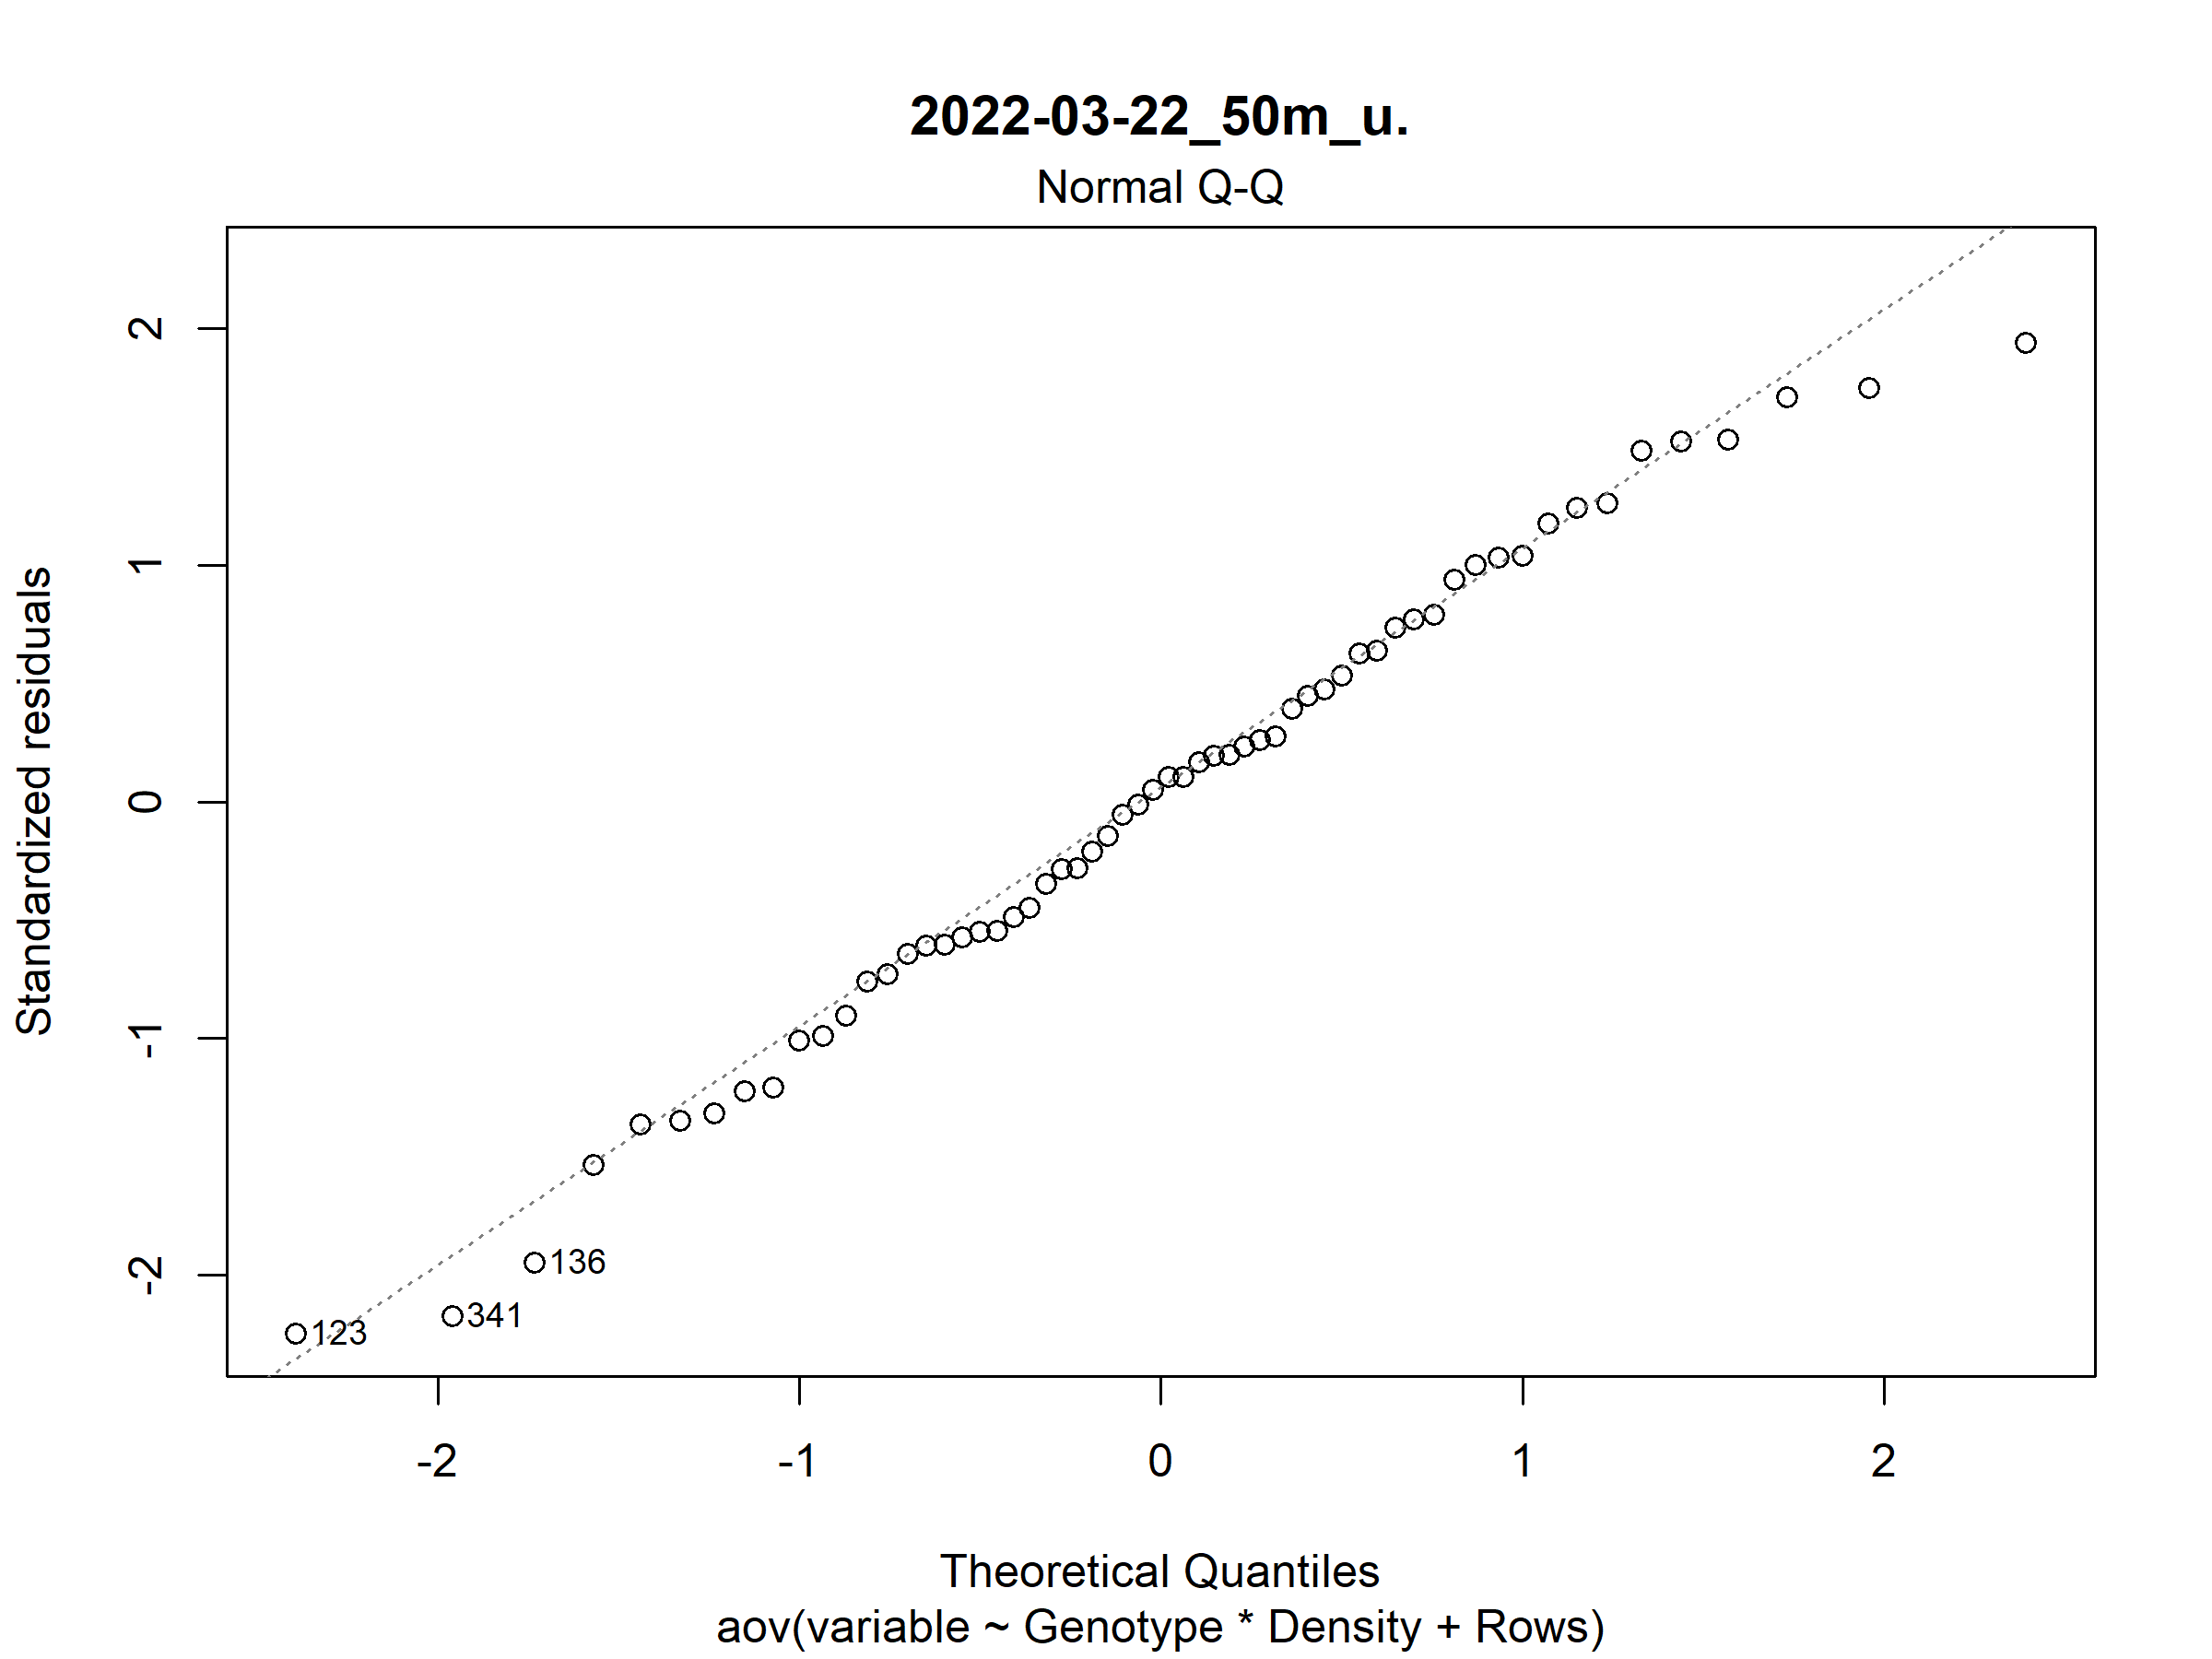 2022-03-22_50m_u.
Normal Q-Q
Standardized residuals
2
1
0
-1
-2
136
341
123
-2
-1
0
1
2
Theoretical Quantiles
aov(variable ~ Genotype * Density + Rows)